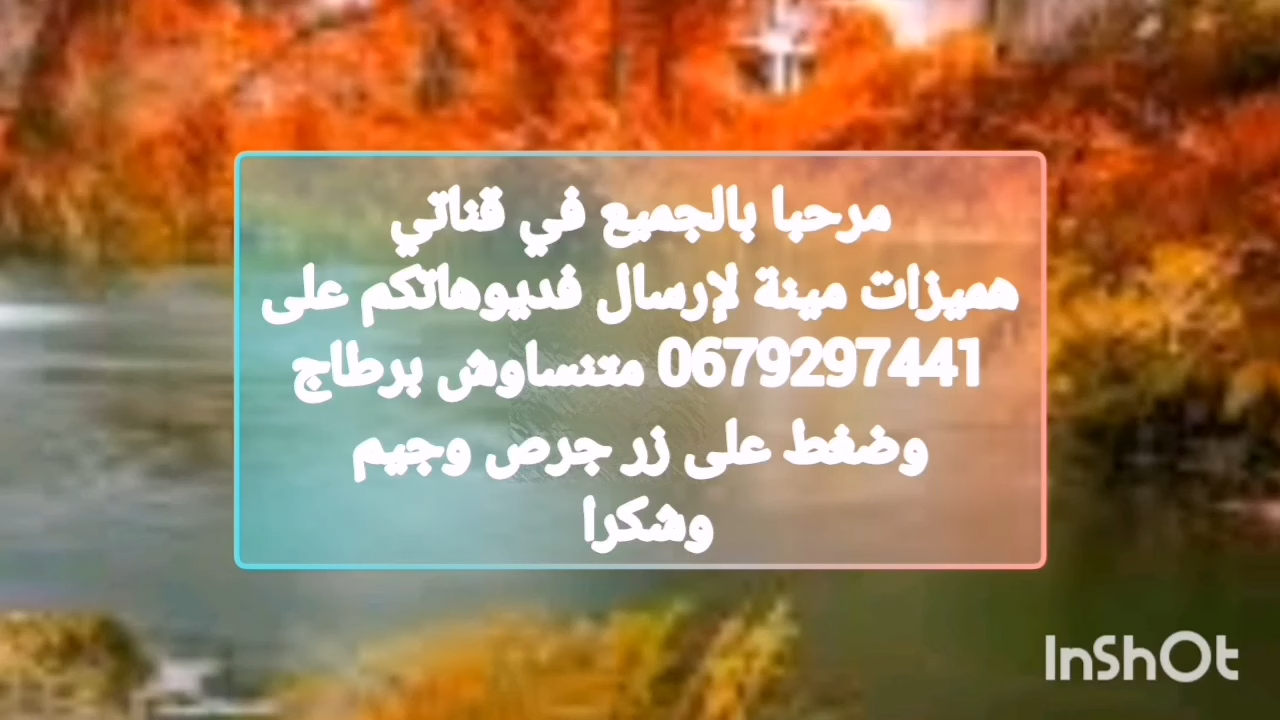 مرحبا بالجميع في قناتي
هميزات مينة لإرسال فديوهاتكم على
0679297441 متنساوش برطاج
وضغط على زر جرص وجيم
وشكرا
InShOt